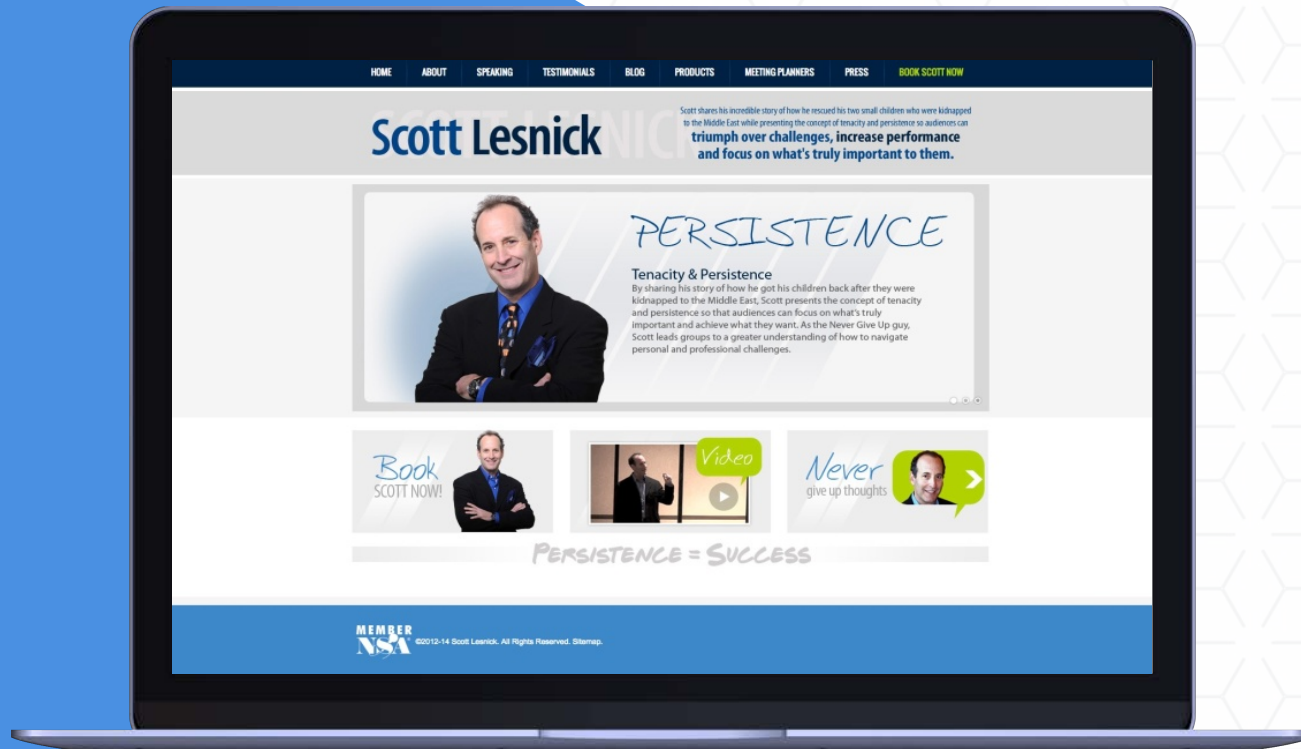 HOME ABOUT SPEAKING TESTIMONIALS BLOG PRODUCTS MEETING PLANNERS PRESS BOOK SCOTT NOW
SCOTT LESNICK
Scott Lesnick
Scott shares his incredible story of how he rescued his two small children who were kidnapped
to the Middle East while presenting the concept of tenacity and persistence so audiences can
triumph over challenges, increase performance
and focus on what's truly important to them.
PERSISTENCE
Tenacity & Persistence
By sharing his story of how he got his children back after they were
kidnapped to the Middle East, Scott presents the concept of tenacity
and persistence so that audiences can focus on what's truly
important and achieve what they want. As the Never Give Up guy,
Scott leads groups to a greater understanding of how to navigate
personal and professional challenges.
Book
SCOTT NOW!
Video
Never
give up thoughts
PERSISTENCE = SUCCESS
MEMBER
NSA
©2012-14 Scott Lesnick. All Rights Reserved. Sitemap.